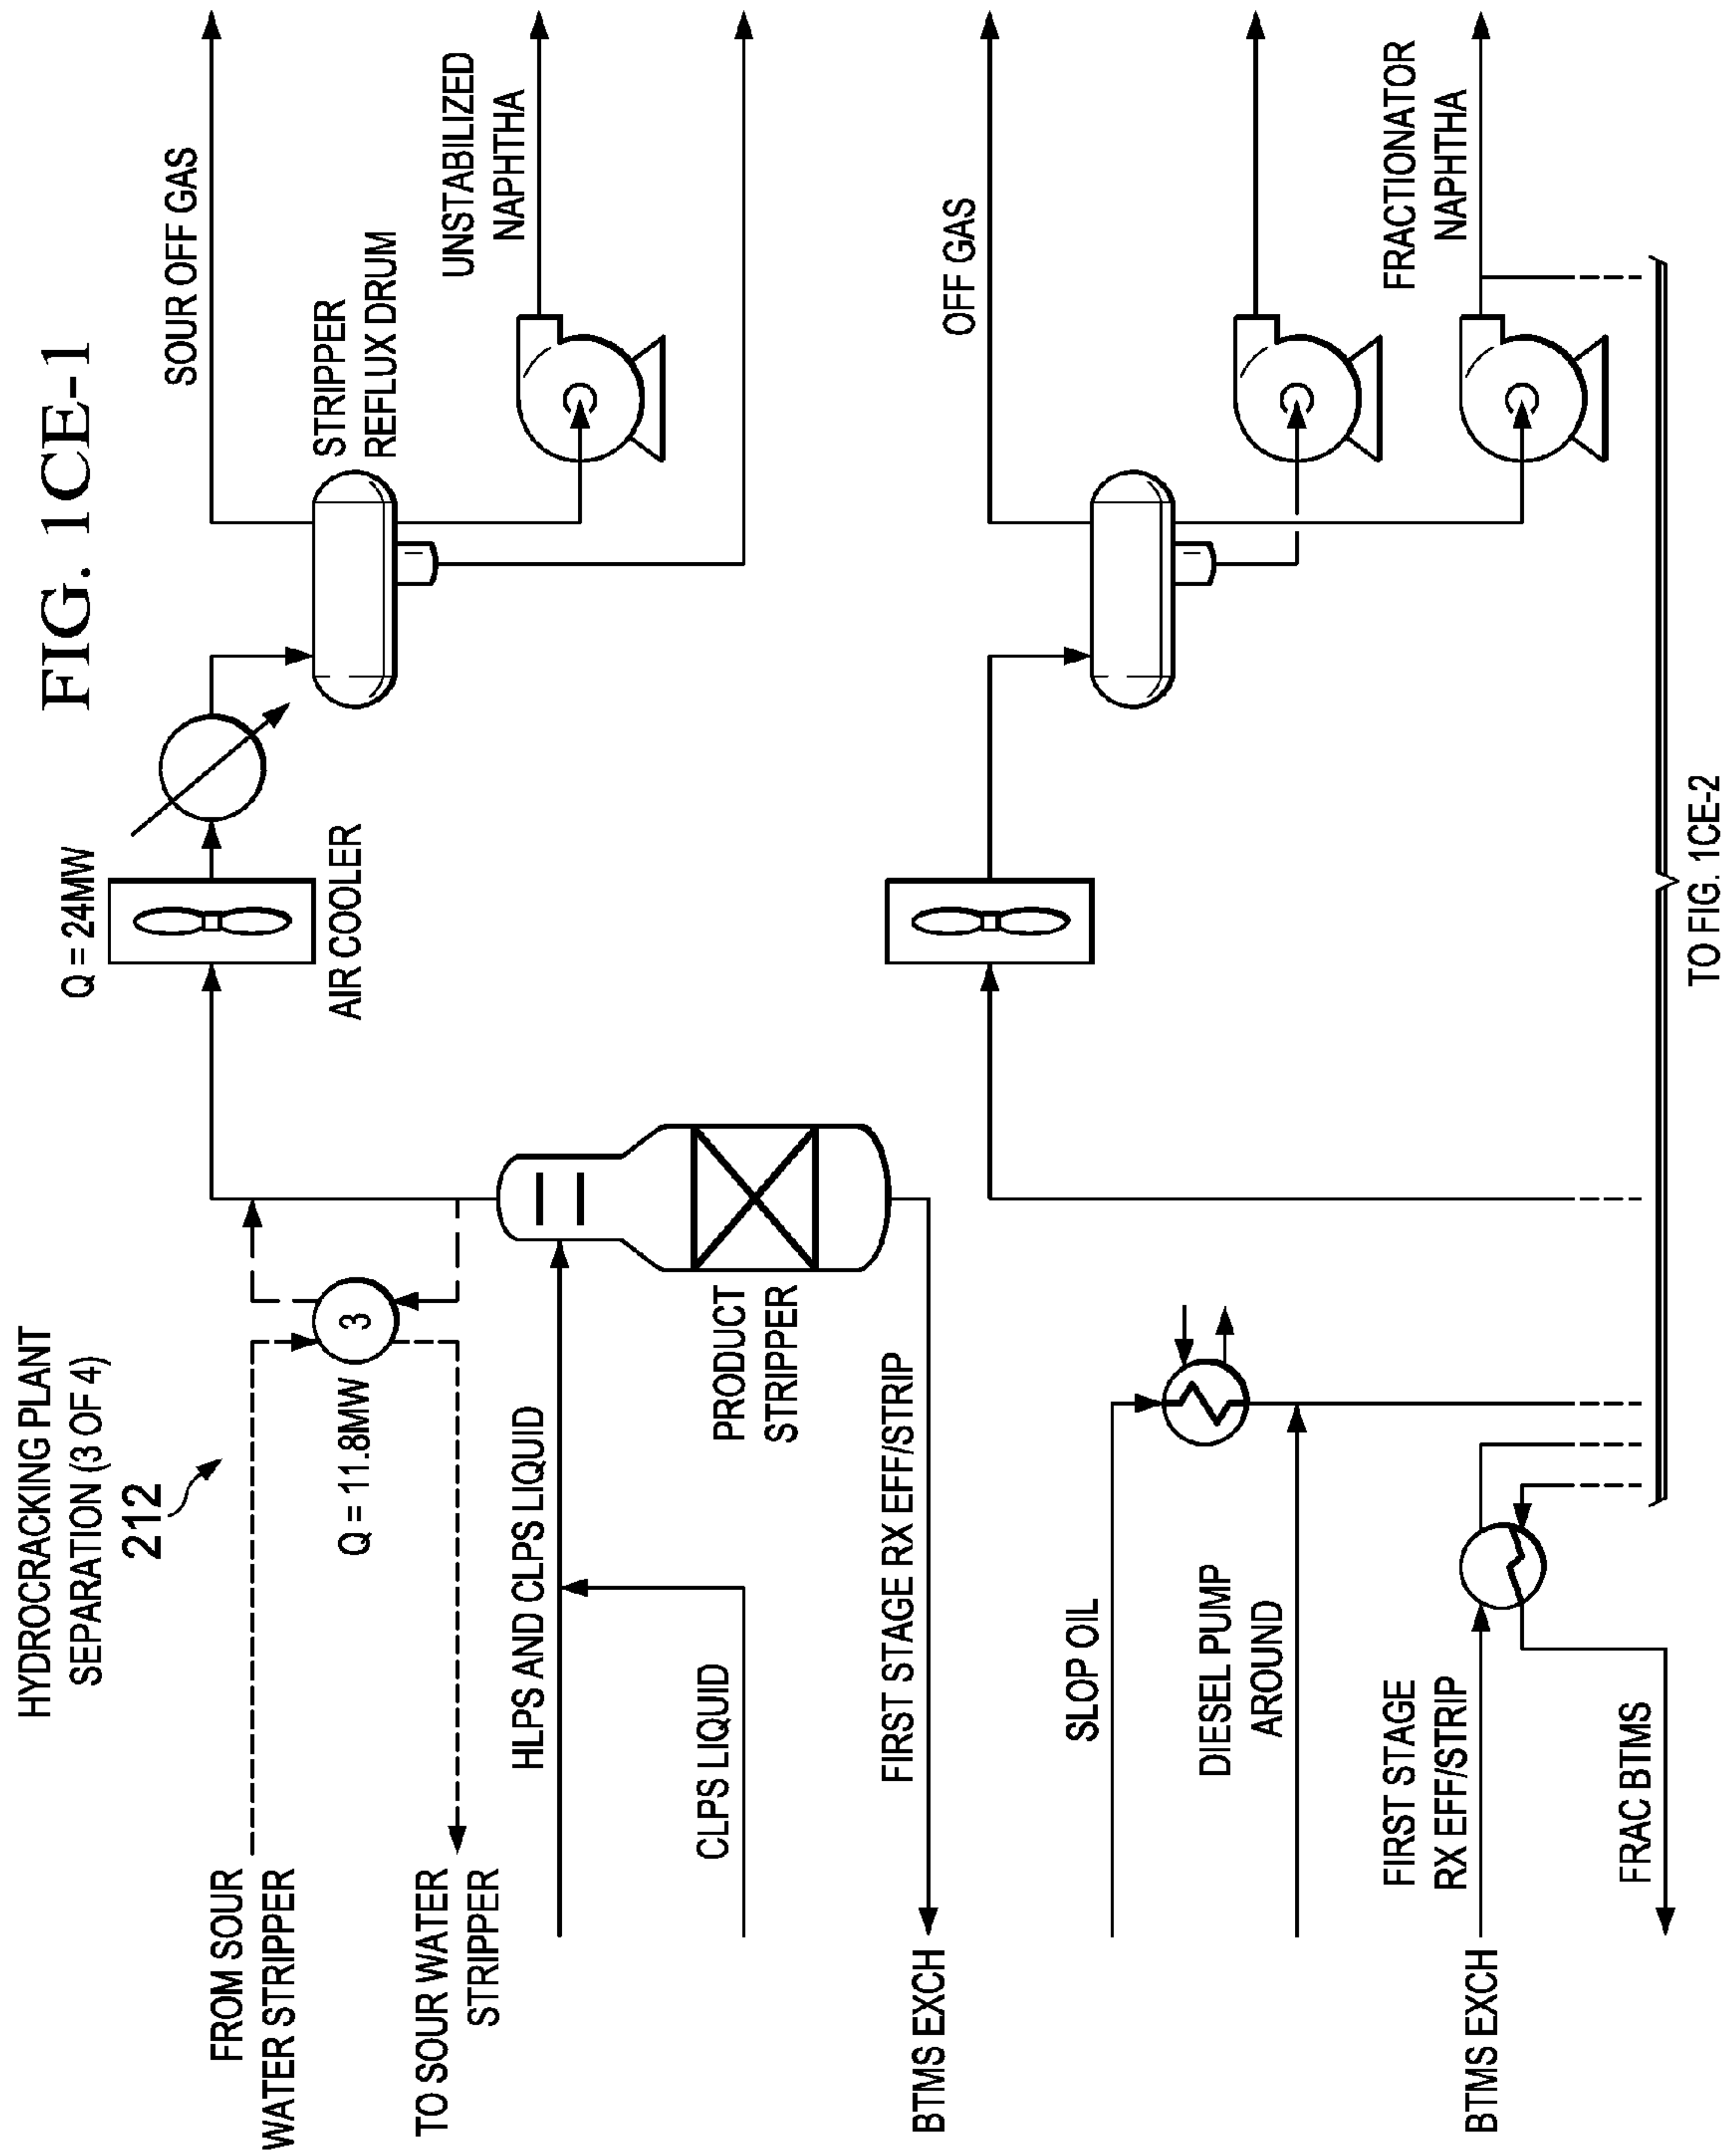 FIG. 1CE-1
HYDROCRACKING PLANT
SEPARATION (3 OF 4)
212
FROM SOUR
WATER STRIPPER
TO SOUR WATER
STRIPPER
3
Q = 11.8MW
Q = 24MW
AIR COOLER
SOUR OFF GAS
STRIPPER
REFLUX DRUM
UNSTABILIZED
NAPHTHA
HLPS AND CLPS LIQUID
CLPS LIQUID
PRODUCT
STRIPPER
FIRST STAGE RX EFF/STRIP
BTMS EXCH
OFF GAS
SLOP OIL
DIESEL PUMP
AROUND
FIRST STAGE
RX EFF/STRIP
BTMS EXCH
FRAC BTMS
FRACTIONATOR
NAPHTHA
TO FIG. 1CE-2